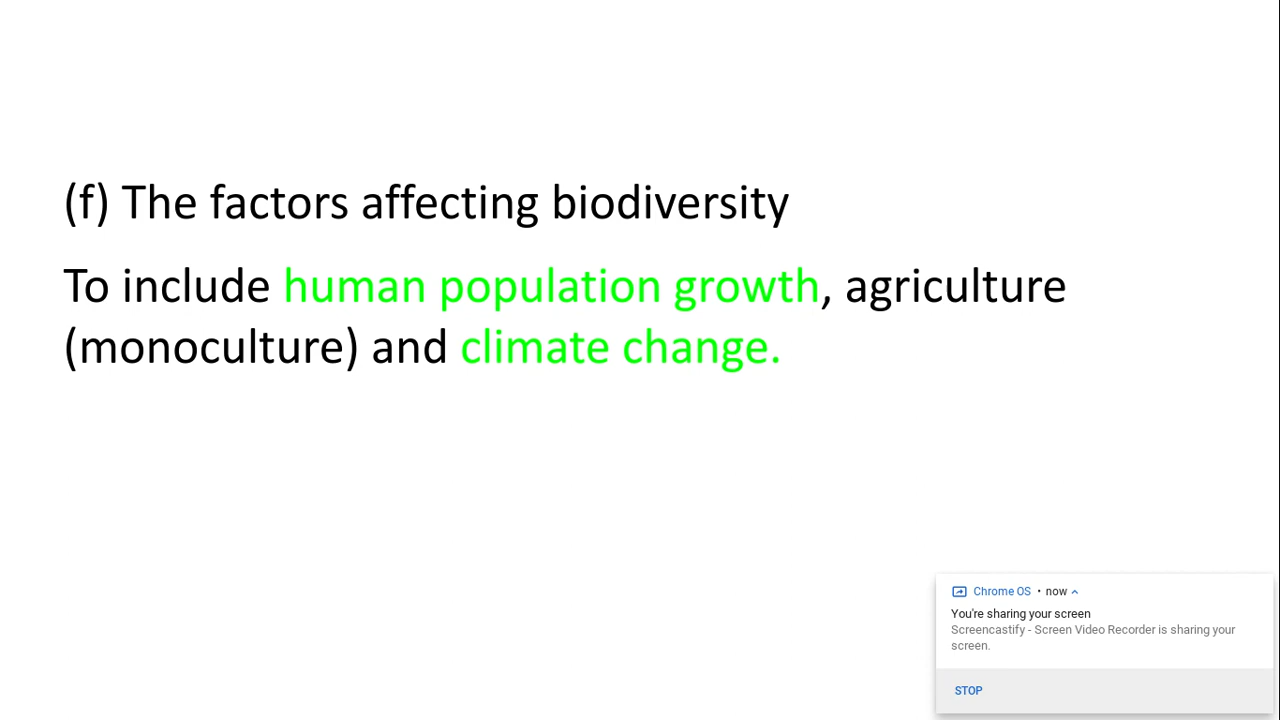 (f) The factors affecting biodiversity
To include human population growth, agriculture
(monoculture) and climate change.
Chrome OS • now
You're sharing your screen
Screencastify - Screen Video Recorder is sharing your
screen.
STOP